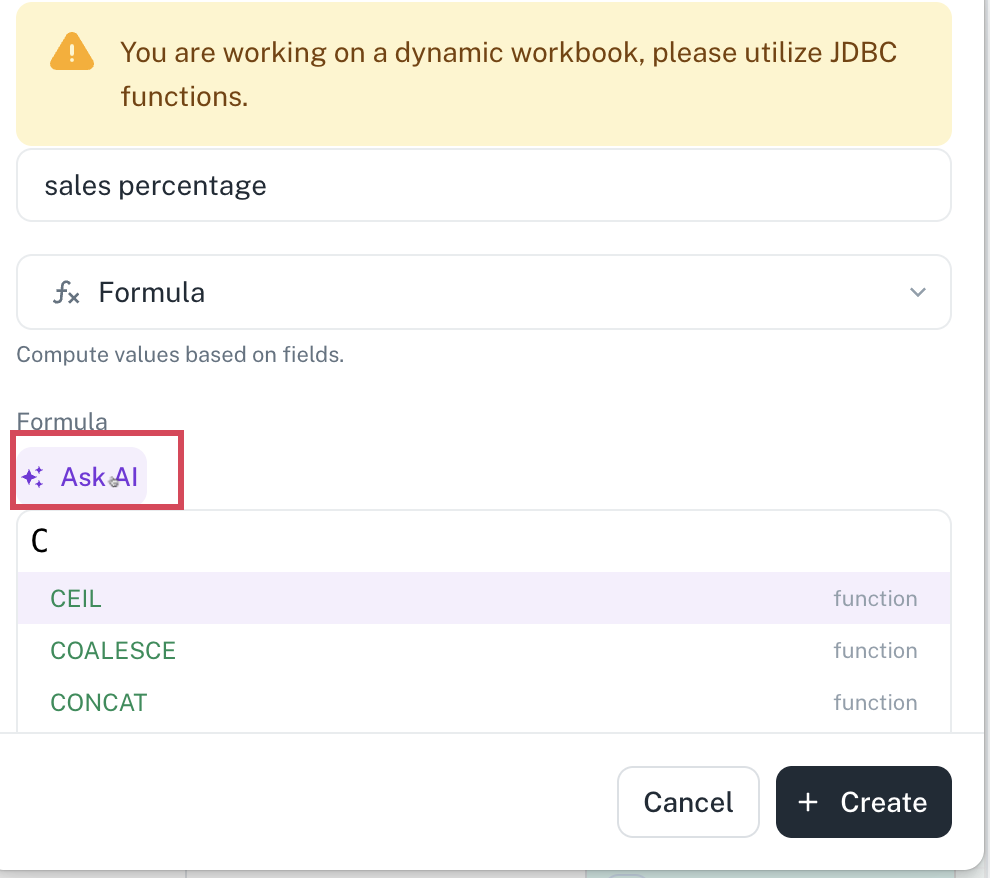 You are working on a dynamic workbook, please utilize JDBC
functions.
sales percentage
fx Formula
Compute values based on fields.
Formula
Ask AI
C
CEIL function
COALESCE function
CONCAT function
Cancel
+ Create